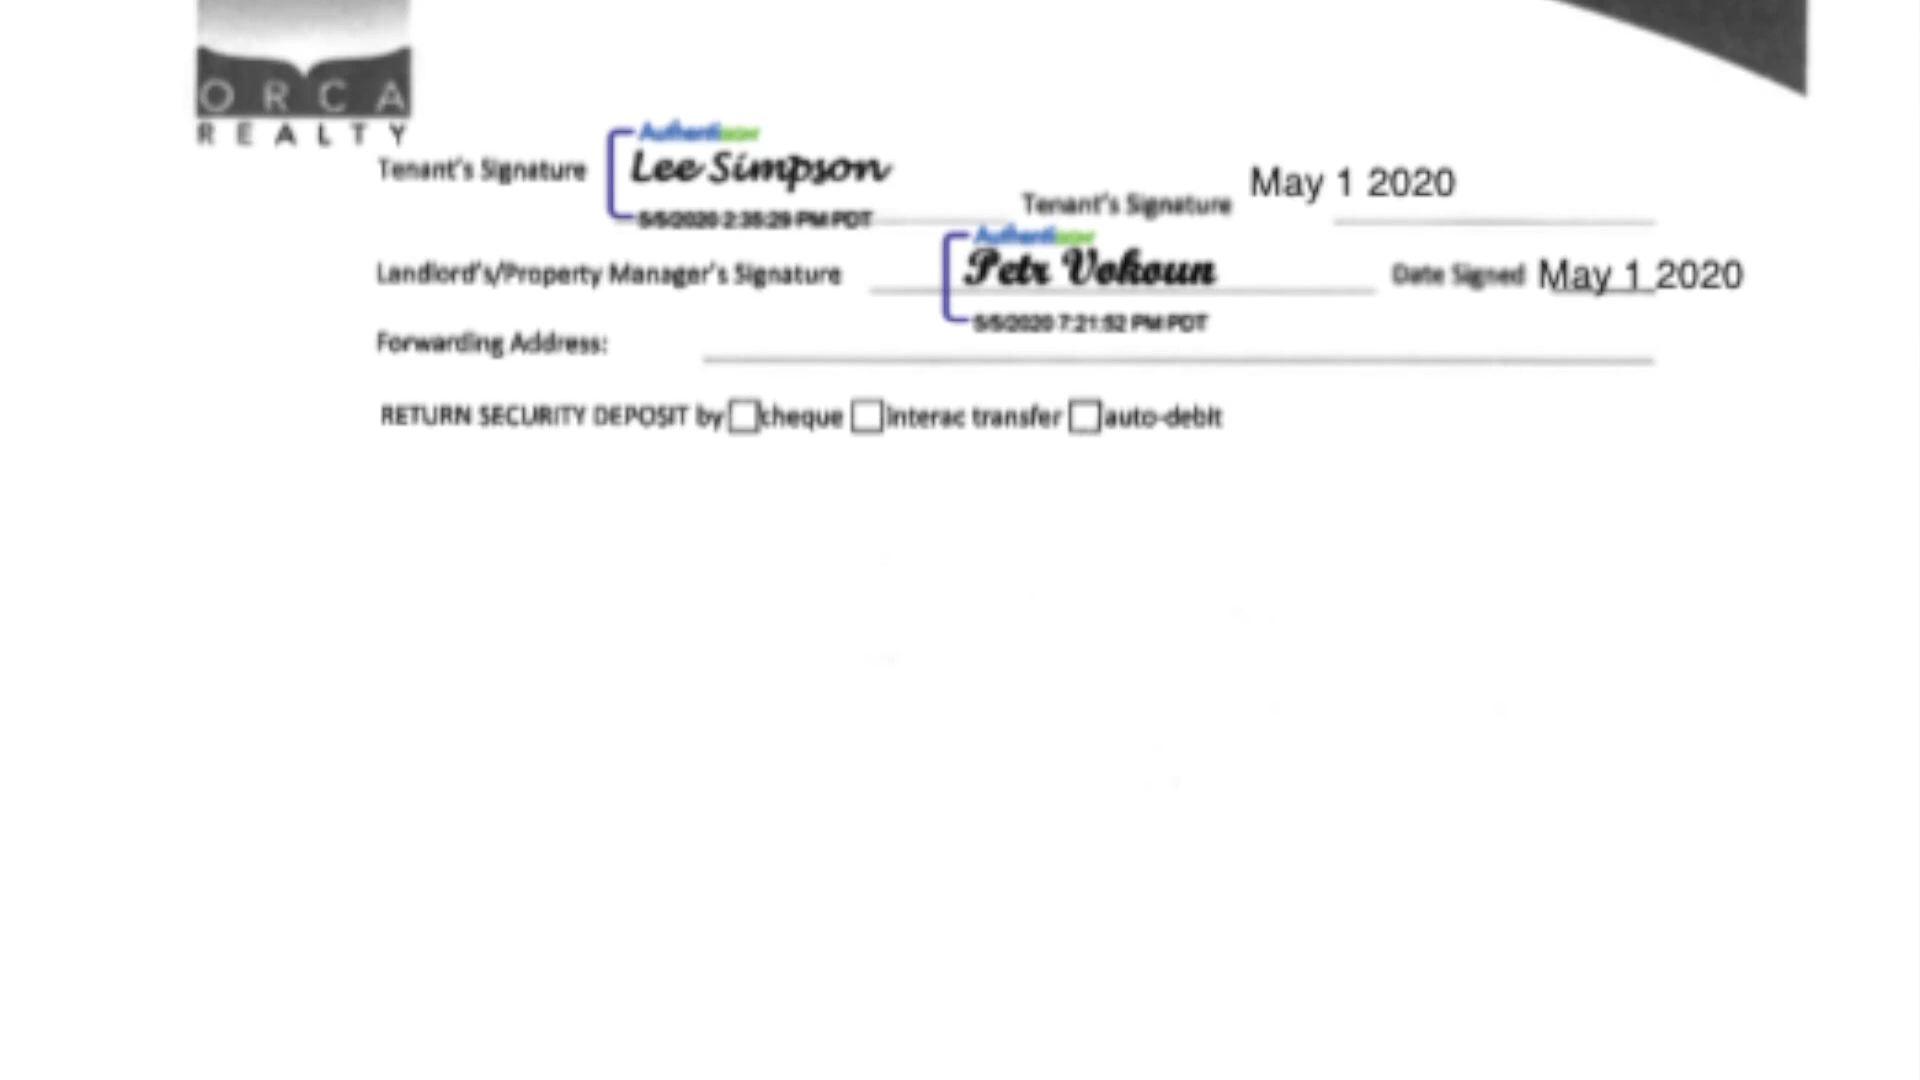 ORCA
REALTY
Authentisign
Tenant's Signature Lee Simpson
5/5/2020 2:35:29 PM PDT
Tenant's Signature May 1 2020
Authentisign
Landlord's/Property Manager's Signature Petr Vokoun Date Signed May 1 2020
5/5/2020 7:21:52 PM PDT
Forwarding Address:
RETURN SECURITY DEPOSIT by cheque interac transfer auto-debit